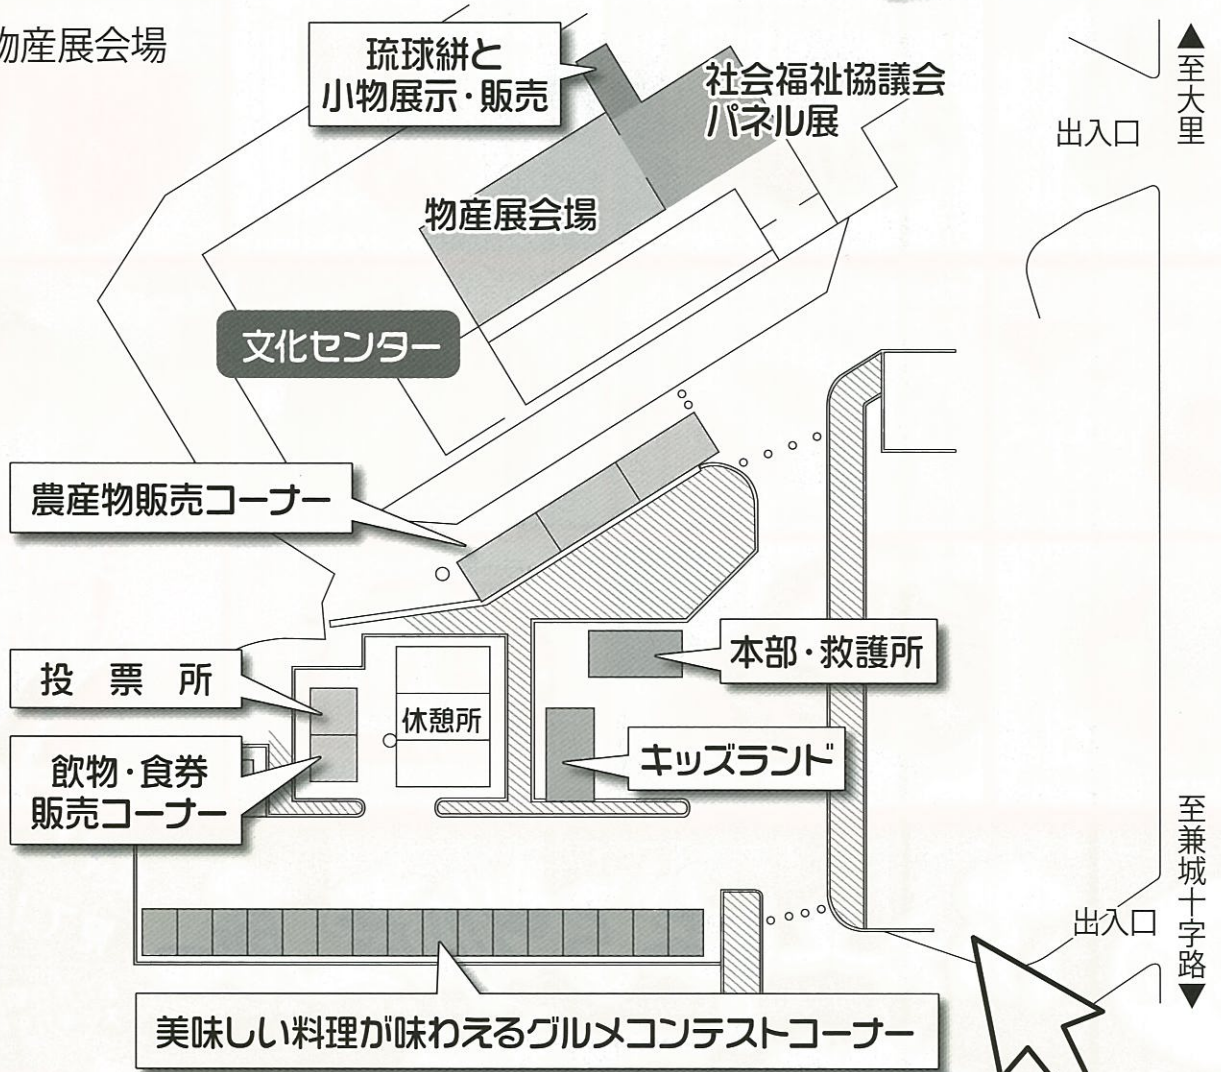 物産展会場
琉球絣と
小物展示・販売
社会福祉協議会
パネル展
物産展会場
文化センター
農産物販売コーナー
投票所
飲物・食券
販売コーナー
休憩所
本部・救護所
キッズランド
美味しい料理が味わえるグルメコンテストコーナー
出入口
▲至大里
出入口
至兼城十字路▼